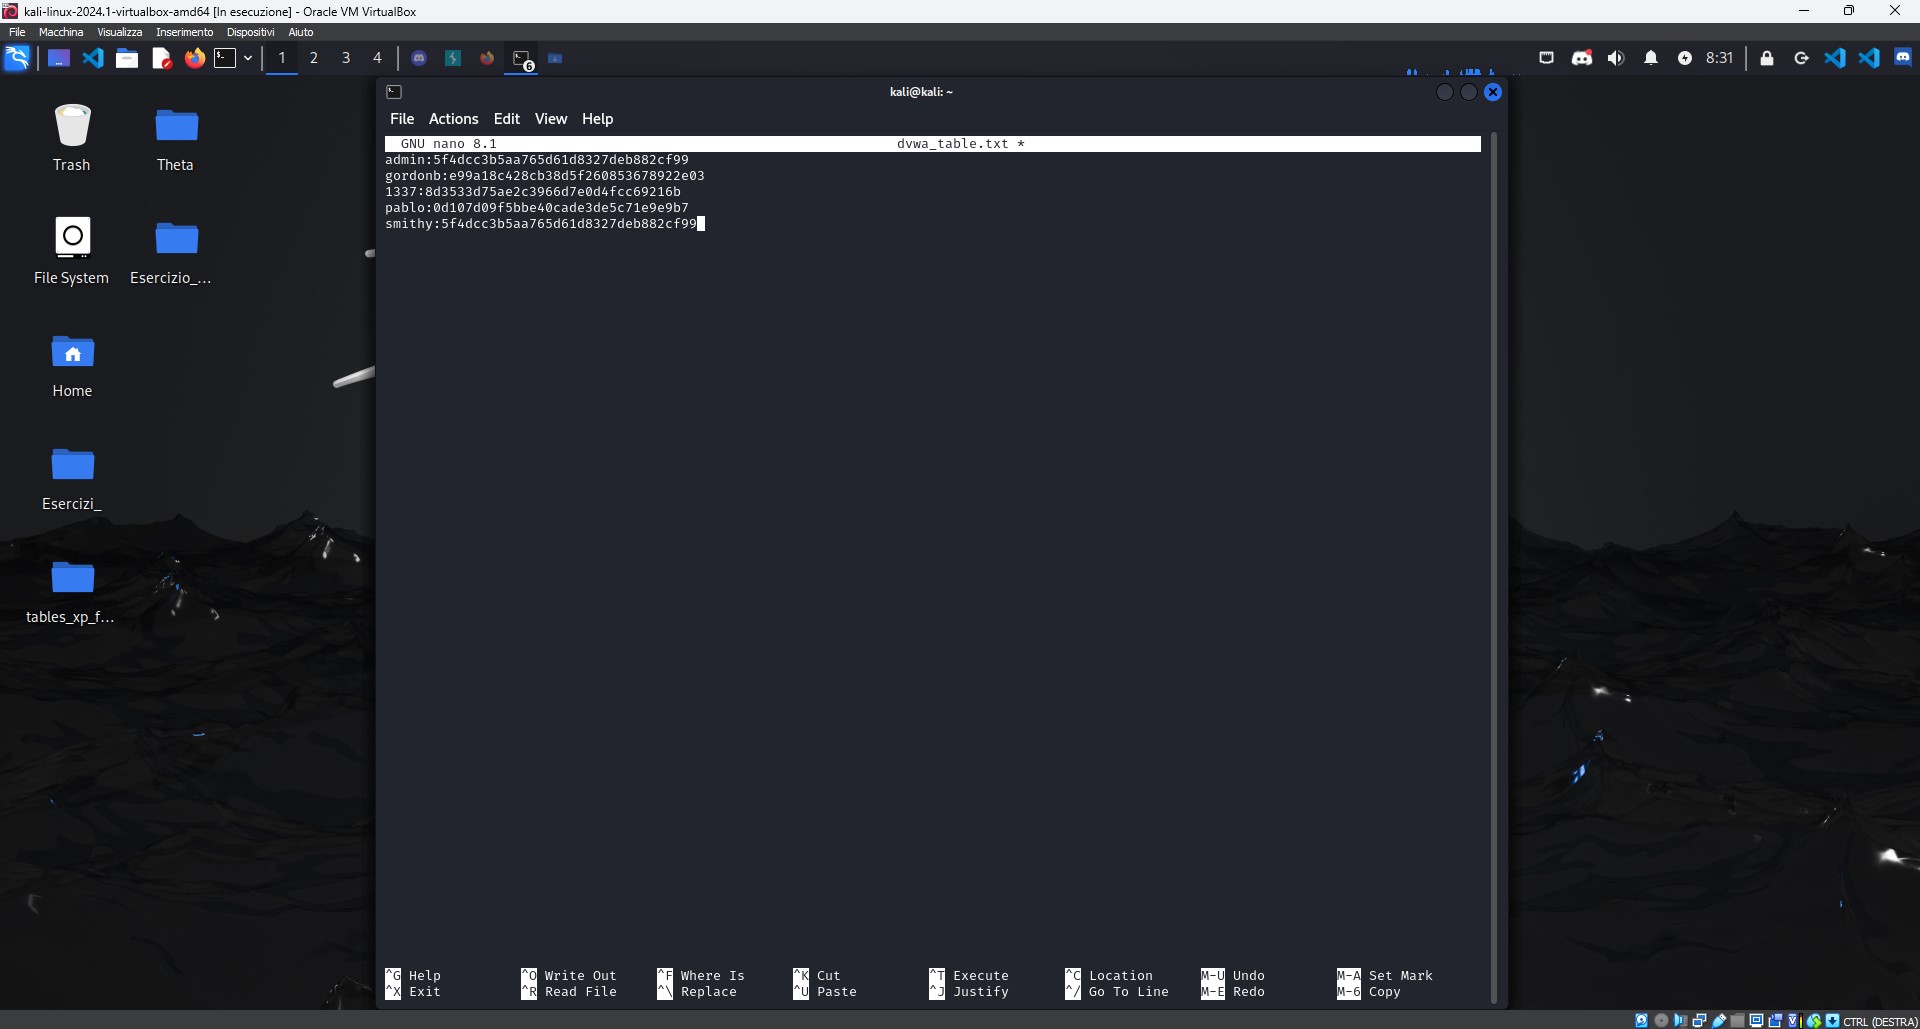 kali-linux-2024.1-virtualbox-amd64 [In esecuzione] - Oracle VM VirtualBox
File Macchina Visualizza Inserimento Dispositivi Aiuto
1 2 3 4 6 8:31
kali@kali: ~
File Actions Edit View Help
GNU nano 8.1 dvwa_table.txt *
admin:5f4dcc3b5aa765d61d8327deb882cf99
gordonb:e99a18c428cb38d5f260853678922e03
1337:8d3533d75ae2c3966d7e0d4fcc69216b
pablo:0d107d09f5bbe40cade3de5c71e9e9b7
smithy:5f4dcc3b5aa765d61d8327deb882cf99
Trash Theta
File System Esercizio_...
Home
Esercizi_
tables_xp_f...
^G Help ^O Write Out ^F Where Is ^K Cut ^T Execute ^C Location M-U Undo M-A Set Mark
^X Exit ^R Read File ^\ Replace ^U Paste ^J Justify ^/ Go To Line M-E Redo M-6 Copy
CTRL (DESTRA)